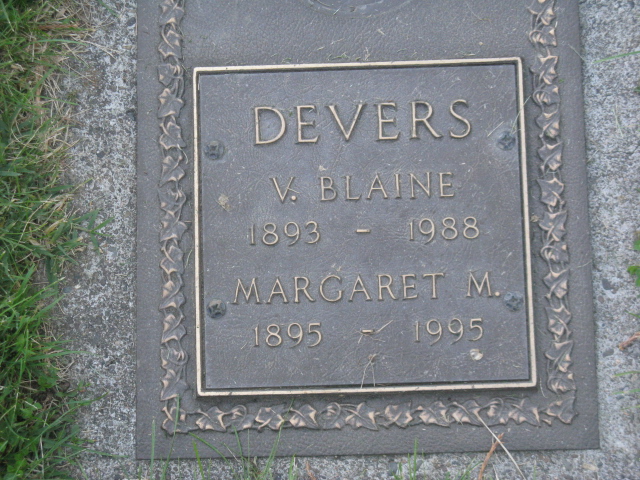 DEVERS
V. BLAINE
1893 - 1988
MARGARET M.
1895 - 1995